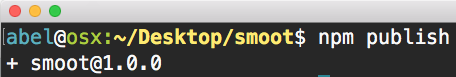 abel@osx:~/Desktop/smoot$ npm publish
+ smoot@1.0.0